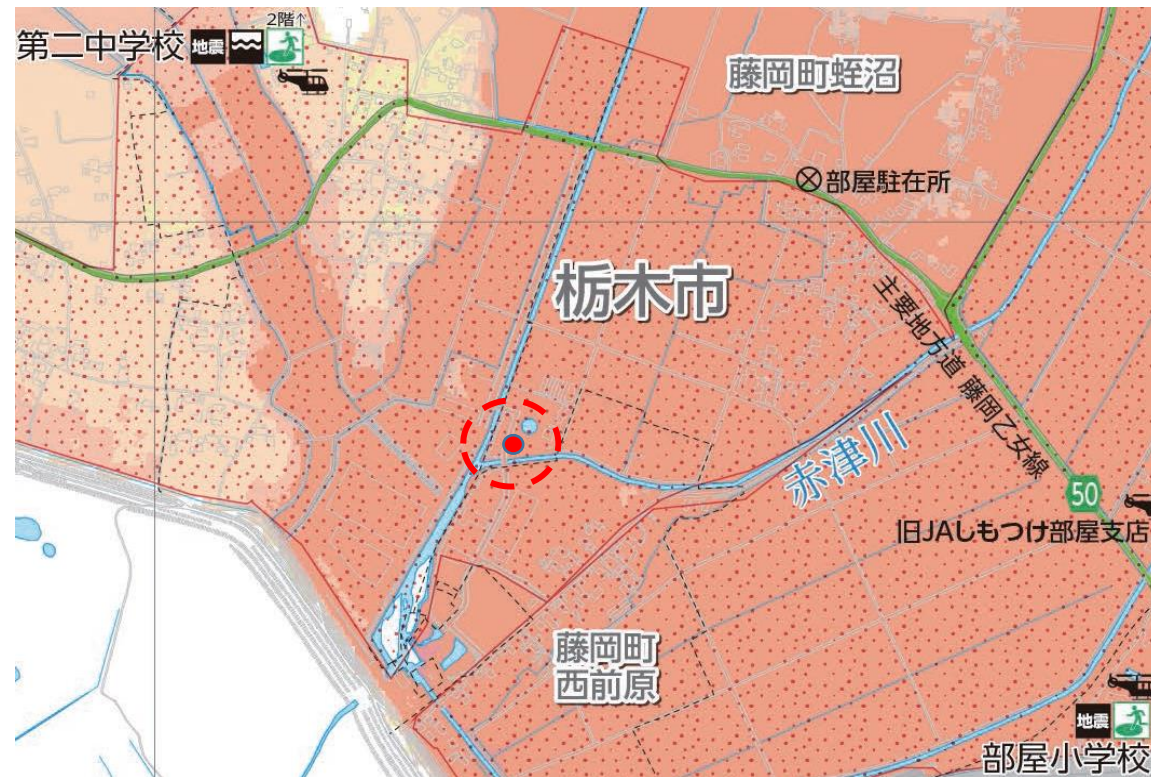 2階↑
第二中学校 地震
藤岡町蛭沼
部屋駐在所
栃木市
主要地方道 藤岡乙女線
赤津川
50
旧JAしもつけ部屋支店
藤岡町
西前原
地震
部屋小学校